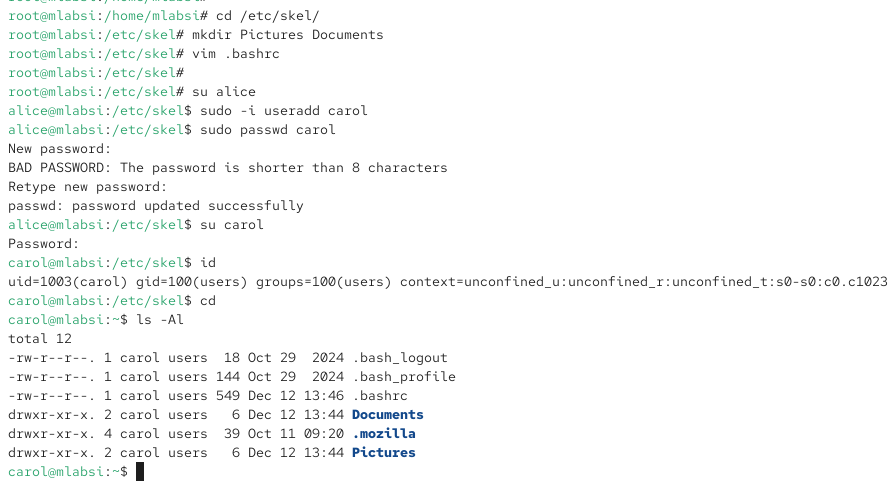 root@mlabsi:/home/mlabsi# cd /etc/skel/
root@mlabsi:/etc/skel# mkdir Pictures Documents
root@mlabsi:/etc/skel# vim .bashrc
root@mlabsi:/etc/skel#
root@mlabsi:/etc/skel# su alice
alice@mlabsi:/etc/skel$ sudo -i useradd carol
alice@mlabsi:/etc/skel$ sudo passwd carol
New password:
BAD PASSWORD: The password is shorter than 8 characters
Retype new password:
passwd: password updated successfully
alice@mlabsi:/etc/skel$ su carol
Password:
carol@mlabsi:/etc/skel$ id
uid=1003(carol) gid=100(users) groups=100(users) context=unconfined_u:unconfined_r:unconfined_t:s0-s0:c0.c1023
carol@mlabsi:/etc/skel$ cd
carol@mlabsi:~$ ls -Al
total 12
-rw-r--r--. 1 carol users  18 Oct 29  2024 .bash_logout
-rw-r--r--. 1 carol users 144 Oct 29  2024 .bash_profile
-rw-r--r--. 1 carol users 549 Dec 12 13:46 .bashrc
drwxr-xr-x. 2 carol users   6 Dec 12 13:44 Documents
drwxr-xr-x. 4 carol users  39 Oct 11 09:20 .mozilla
drwxr-xr-x. 2 carol users   6 Dec 12 13:44 Pictures
carol@mlabsi:~$